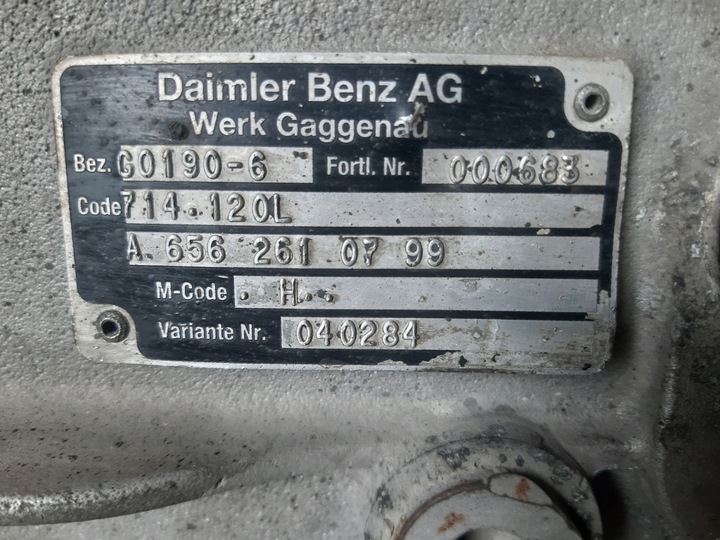 Daimler Benz AG
Werk Gaggenau
Bez. GO190-6 Fortl. Nr. 000683
Code 714.120L
A 656 261 07 99
M-Code . H . .
Variante Nr. 040284